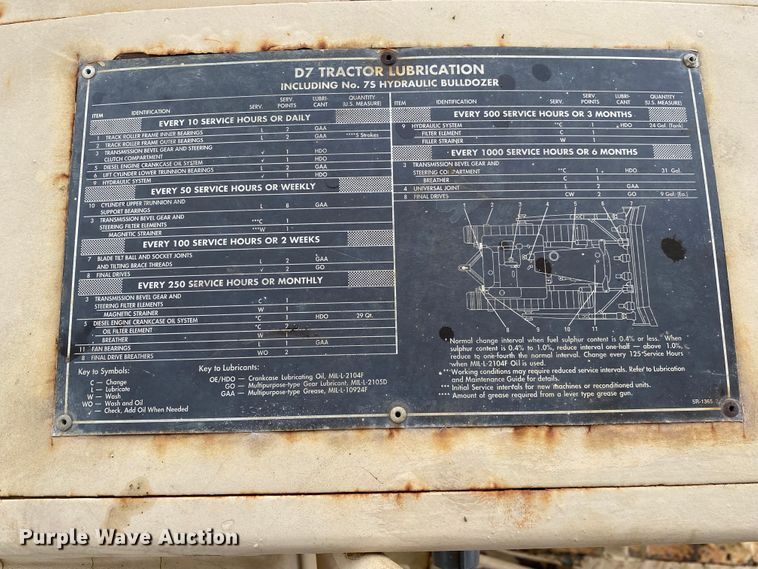 D7 TRACTOR LUBRICATION
INCLUDING No. 7S HYDRAULIC BULLDOZER
ITEM IDENTIFICATION SERV. SERV. POINTS LUBRI-CANT QUANTITY (U.S. MEASURE)
EVERY 10 SERVICE HOURS OR DAILY
1 TRACK ROLLER FRAME INNER BEARINGS L 2 GAA ****5 Strokes
2 TRACK ROLLER FRAME OUTER BEARINGS L 2 GAA
3 TRANSMISSION BEVEL GEAR AND STEERING
CLUTCH COMPARTMENT ✓ 1 HDO
5 DIESEL ENGINE CRANKCASE OIL SYSTEM ✓ 1 HDO
6 LIFT CYLINDER LOWER TRUNNION BEARINGS L 2 GAA
9 HYDRAULIC SYSTEM ✓ 1 HDO
EVERY 50 SERVICE HOURS OR WEEKLY
10 CYLINDER UPPER TRUNNION AND
SUPPORT BEARINGS L 8 GAA
3 TRANSMISSION BEVEL GEAR AND
STEERING FILTER ELEMENTS ***C 1
MAGNETIC STRAINER ***W 1
EVERY 100 SERVICE HOURS OR 2 WEEKS
7 BLADE TILT BALL AND SOCKET JOINTS
AND TILTING BRACE THREADS L 2 GAA
8 FINAL DRIVES ✓ 2 GO
EVERY 250 SERVICE HOURS OR MONTHLY
3 TRANSMISSION BEVEL GEAR AND
STEERING FILTER ELEMENTS C 1
MAGNETIC STRAINER W 1
5 DIESEL ENGINE CRANKCASE OIL SYSTEM *C 1 HDO 29 Qt.
OIL FILTER ELEMENT *C 2
BREATHER W 1
11 FAN BEARINGS L 1 GAA
8 FINAL DRIVE BREATHERS WO 2
Key to Symbols:
C — Change
L — Lubricate
W — Wash
WO — Wash and Oil
✓ — Check, Add Oil When Needed
Key to Lubricants:
OE/HDO — Crankcase Lubricating Oil, MIL-L-2104F
GO — Multipurpose-type Gear Lubricant, MIL-L-2105D
GAA — Multipurpose-type Grease, MIL-L-10924F
ITEM IDENTIFICATION SERV. SERV. POINTS LUBRI-CANT QUANTITY (U.S. MEASURE)
EVERY 500 SERVICE HOURS OR 3 MONTHS
9 HYDRAULIC SYSTEM **C 1 HDO 24 Gal. (Tank)
FILTER ELEMENT C 1
FILLER STRAINER W 1
EVERY 1000 SERVICE HOURS OR 6 MONTHS
3 TRANSMISSION BEVEL GEAR AND
STEERING COMPARTMENT **C 1 HDO 31 Gal.
BREATHER C 1
4 UNIVERSAL JOINT L 2 GAA
8 FINAL DRIVES CW 2 GO 9 Gal. (Ea.)
1 2 3 4 5 6 7
8 9 10 11
* Normal change interval when fuel sulphur content is 0.4% or less. When
sulphur content is 0.4% to 1.0%, reduce interval one-half — above 1.0%,
reduce to one-fourth the normal interval. Change every 125 Service Hours
when MIL-L-2104F Oil is used.
** Working conditions may require reduced service intervals. Refer to Lubrication
and Maintenance Guide for details.
*** Initial Service intervals for new machines or reconditioned units.
**** Amount of grease required from a lever type grease gun.
Purple Wave Auction